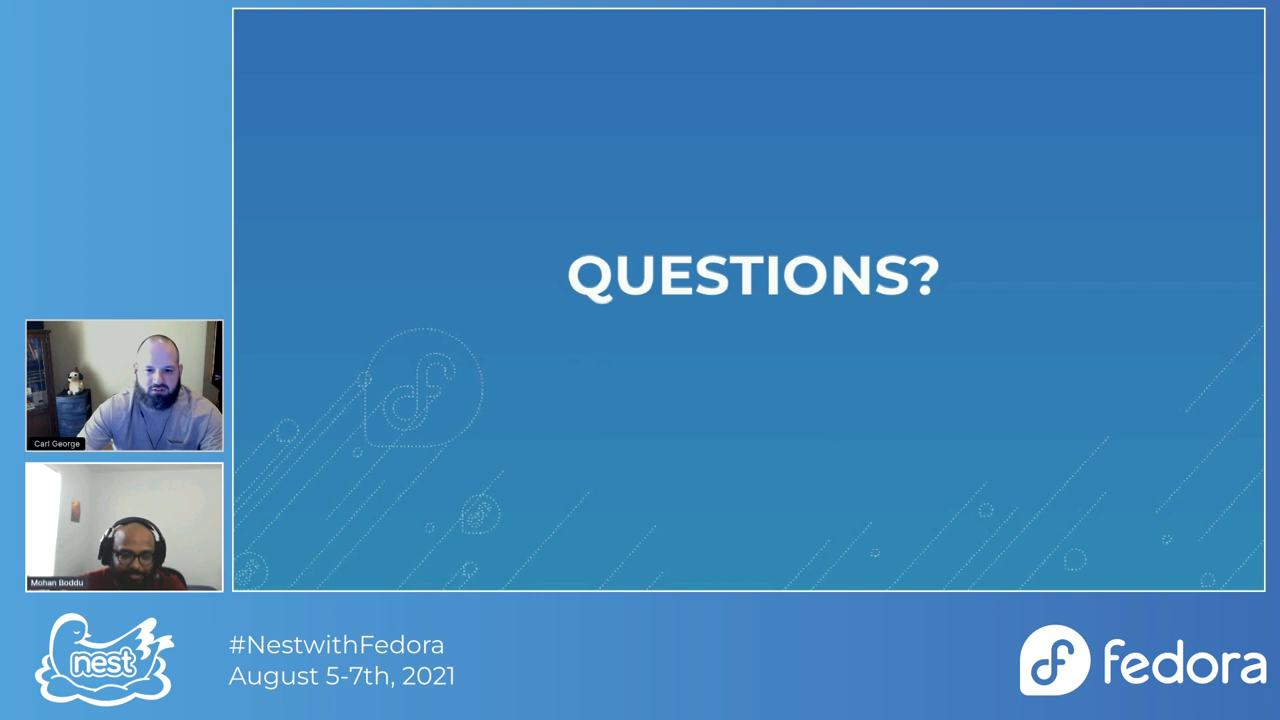 QUESTIONS?
Carl George
Mohan Boddu
nest
#NestwithFedora
August 5-7th, 2021
fedora